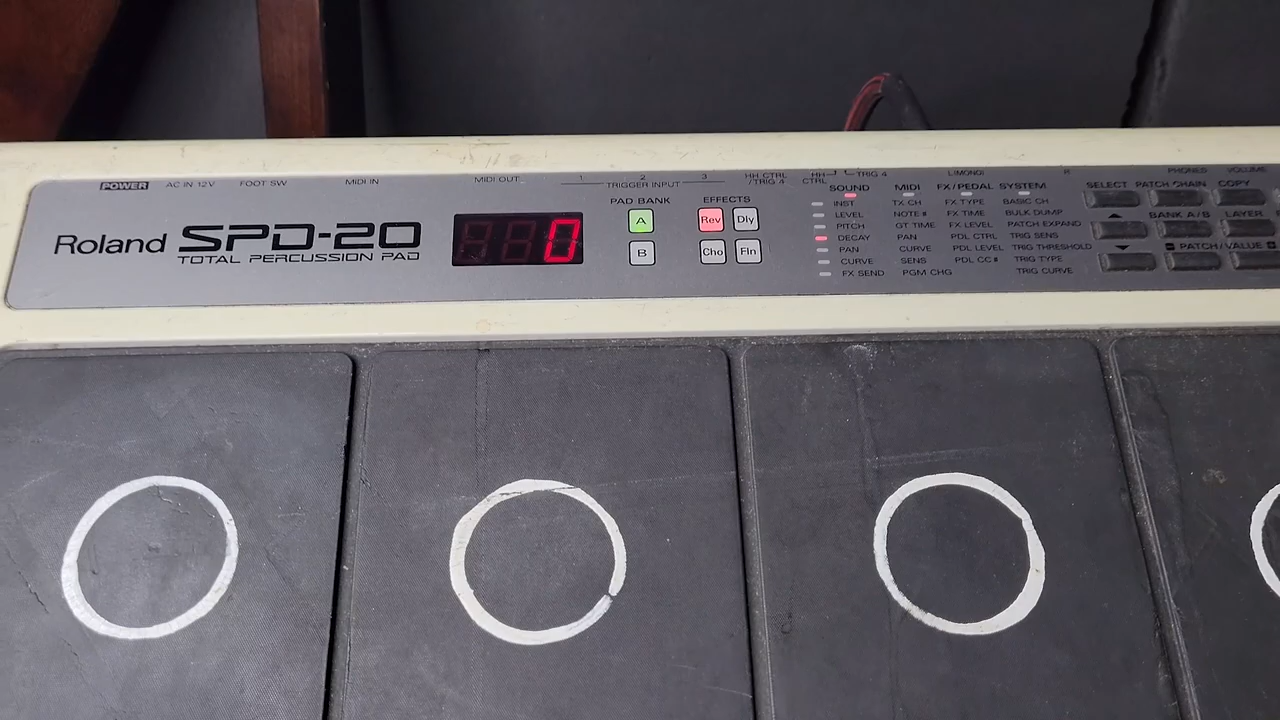 POWER AC IN 12V FOOT SW MIDI IN MIDI OUT 1 2 3 HH CTRL /TRIG 4 HH CTRL TRIG 4 PHONES VOLUME
TRIGGER INPUT
Roland SPD-20
TOTAL PERCUSSION PAD
0
PAD BANK
A
B
EFFECTS
Rev Dly
Cho Fln
SOUND MIDI FX/PEDAL SYSTEM
INST TX CH FX TYPE BASIC CH
LEVEL NOTE # FX TIME BULK DUMP
PITCH GT TIME FX LEVEL PATCH EXPAND
DECAY PAN PDL CTRL TRIG SENS
PAN CURVE PDL LEVEL TRIG THRESHOLD
CURVE SENS PDL CC# TRIG TYPE
FX SEND PGM CHG TRIG CURVE
SELECT PATCH CHAIN COPY
BANK A/B LAYER
PATCH/VALUE